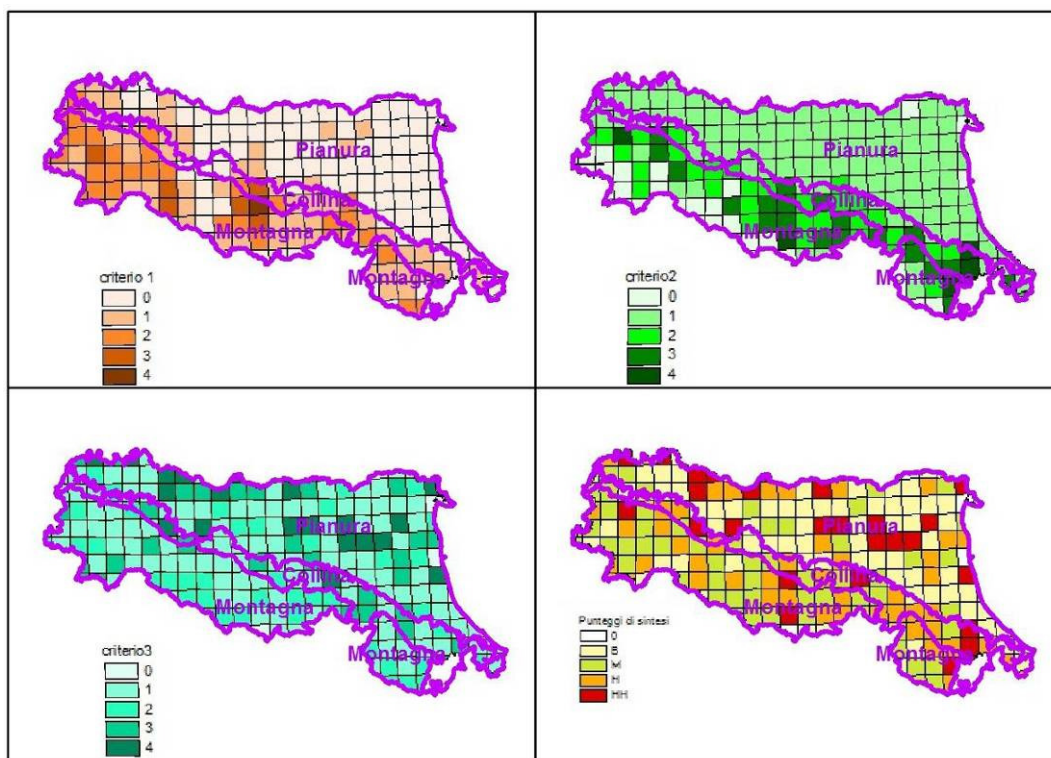 Pianura
Collina
Montagna
Montagna
criterio 1
0
1
2
3
4
Pianura
Collina
Montagna
Montagna
criterio2
0
1
2
3
4
Pianura
Collina
Montagna
Montagna
criterio3
0
1
2
3
4
Pianura
Collina
Montagna
Montagna
Punteggi di sintesi
0
B
M
H
HH